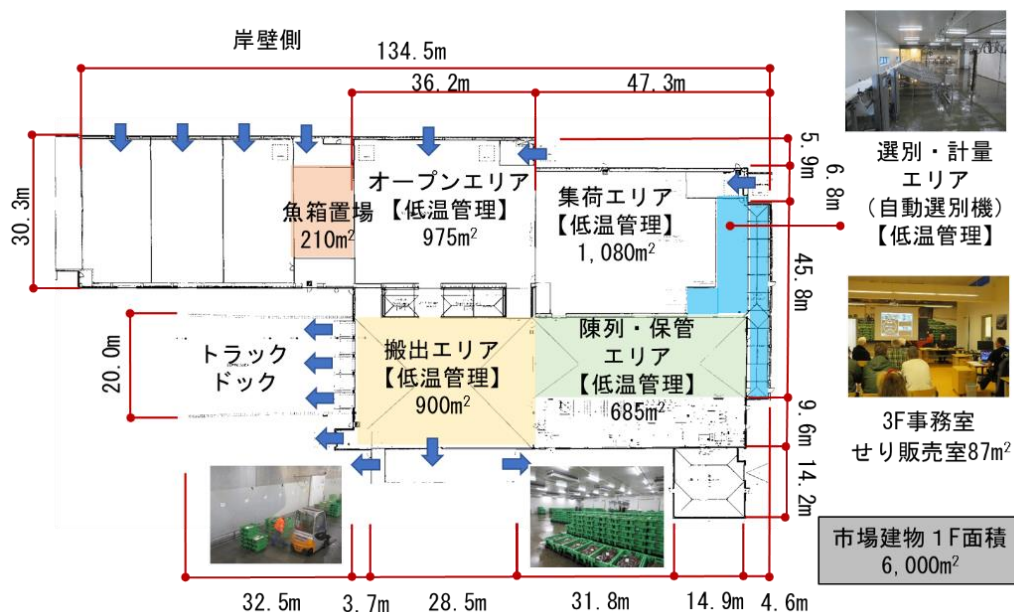 岸壁側
134.5m
36.2m
47.3m
5.9m
6.8m
30.3m
魚箱置場
210m²
オープンエリア
【低温管理】
975m²
集荷エリア
【低温管理】
1,080m²
選別・計量
エリア
(自動選別機)
【低温管理】
45.8m
20.0m
トラック
ドック
搬出エリア
【低温管理】
900m²
陳列・保管
エリア
【低温管理】
685m²
9.6m
14.2m
3F事務室
せり販売室87m²
市場建物1F面積
6,000m²
32.5m
3.7m
28.5m
31.8m
14.9m
4.6m